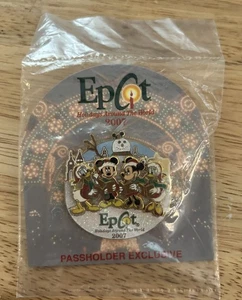 Epcot
Holidays Around The World
2007
Epcot
Holidays Around The World
2007
PASSHOLDER EXCLUSIVE